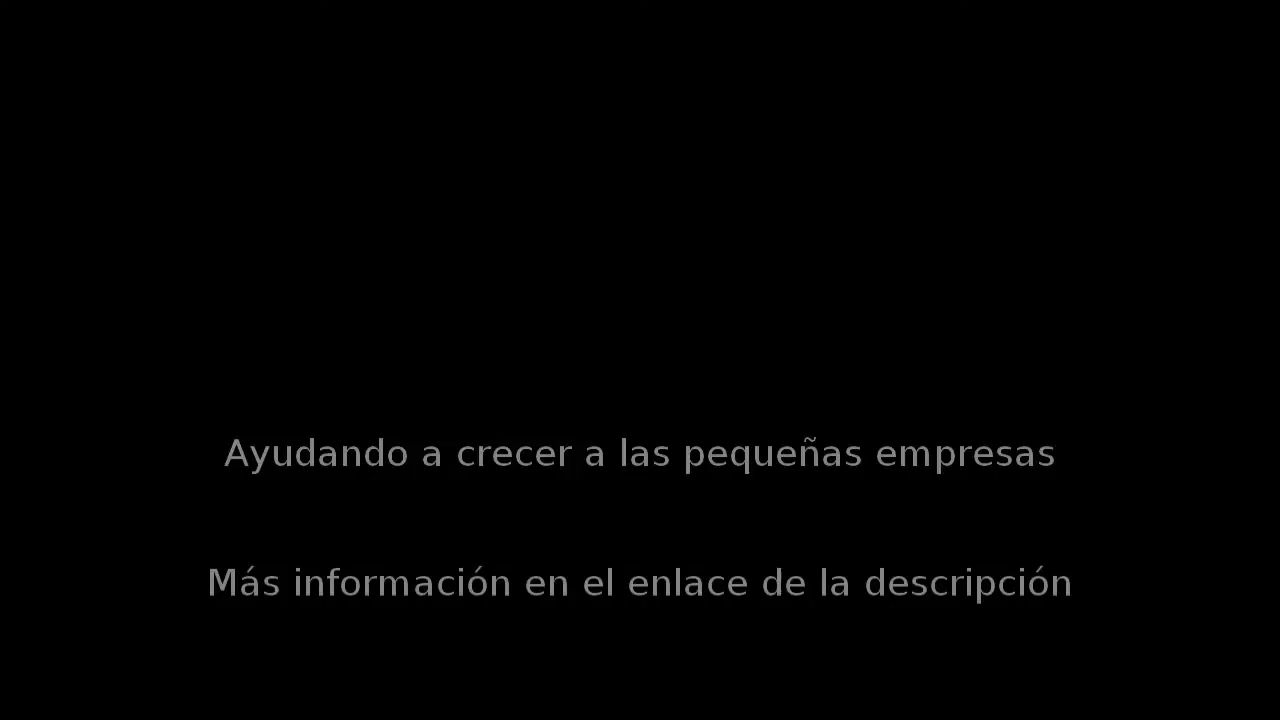 Ayudando a crecer a las pequeñas empresas
Más información en el enlace de la descripción